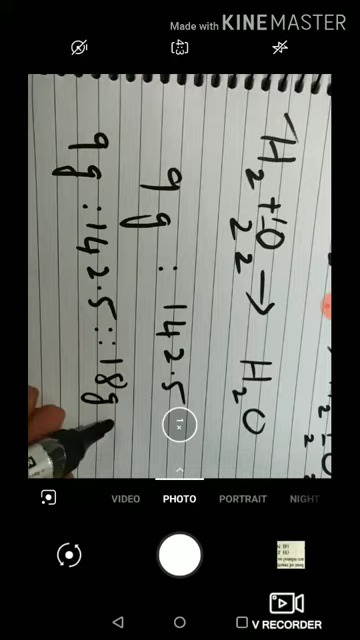 Made with KINEMASTER
H₂ + ½O₂ → H₂O
9g : 142.5
9g : 142.5 :: 18g
1×
VIDEO PHOTO PORTRAIT NIGHT
V RECORDER